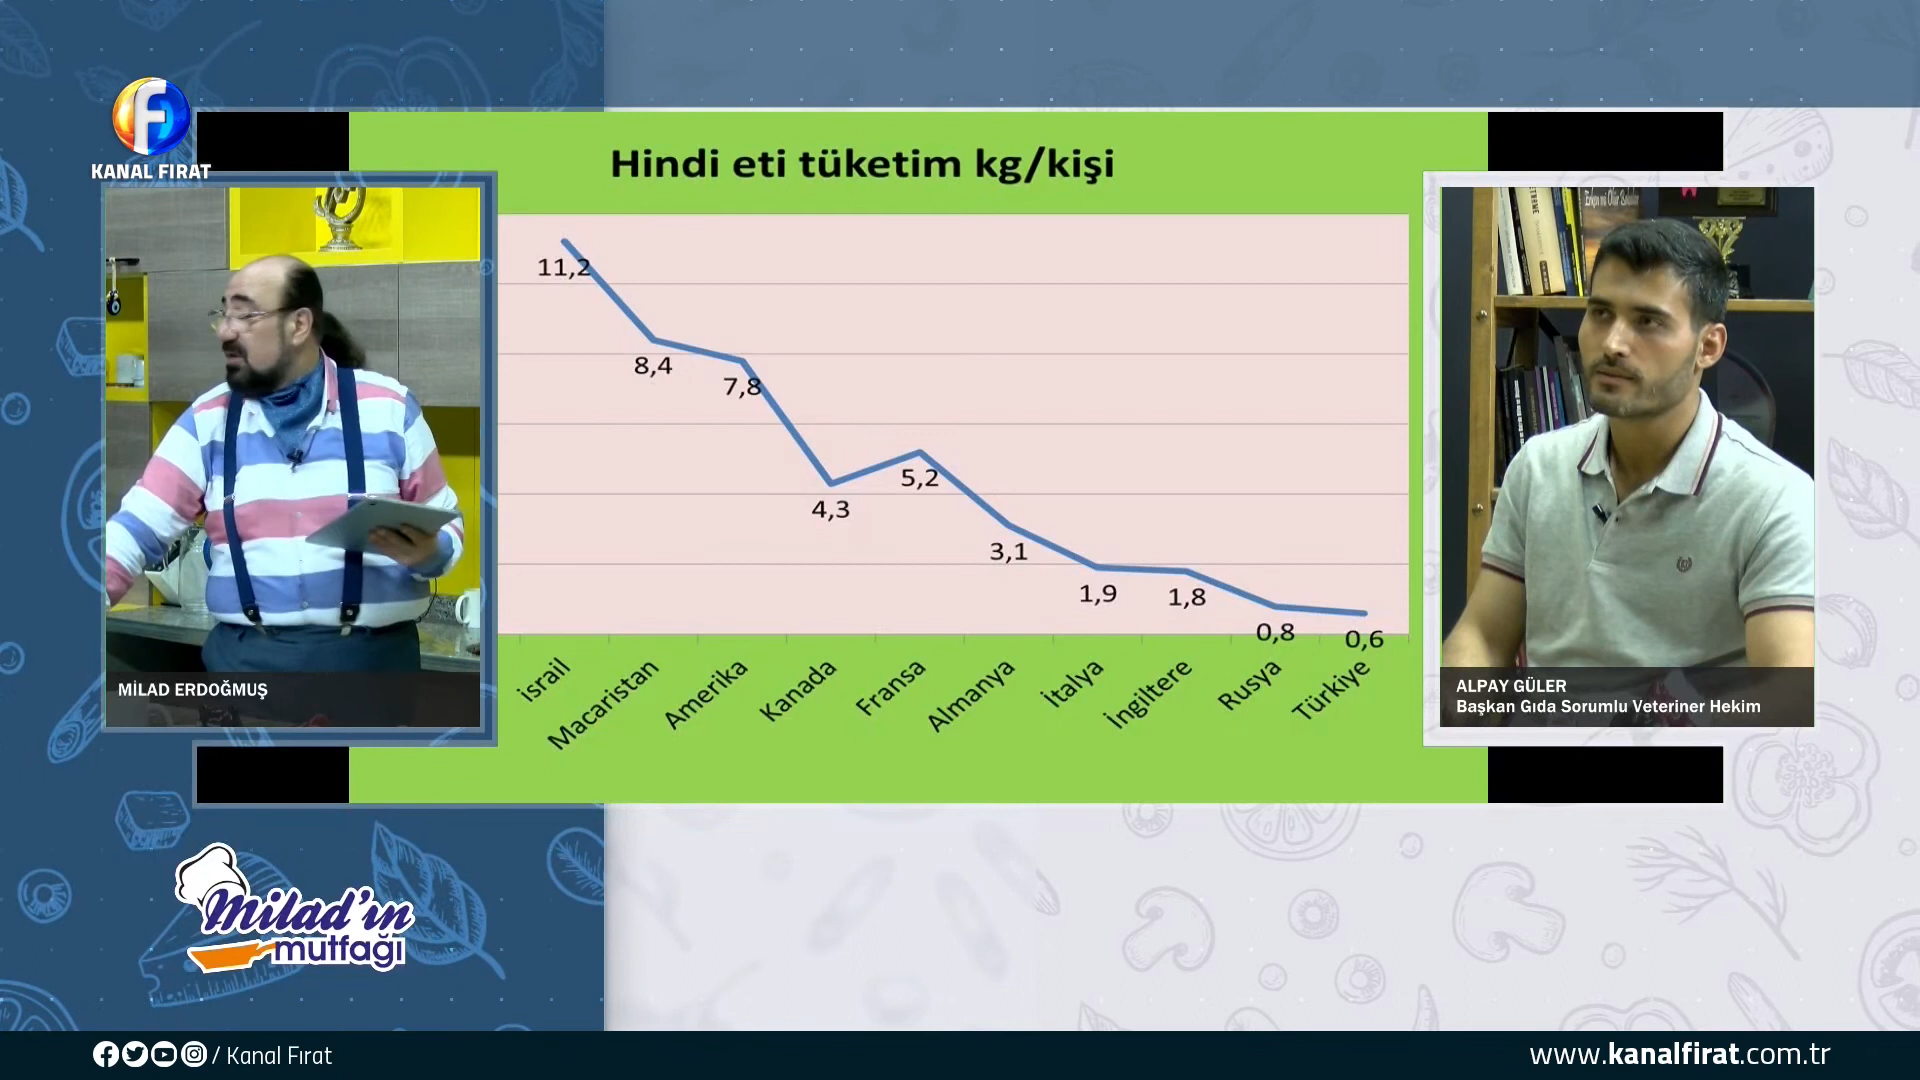 KANAL FIRAT
Hindi eti tüketim kg/kişi
11,2
8,4
7,8
4,3
5,2
3,1
1,9
1,8
0,8
0,6
İsrail
Macaristan
Amerika
Kanada
Fransa
Almanya
İtalya
İngiltere
Rusya
Türkiye
MİLAD ERDOĞMUŞ
ALPAY GÜLER
Başkan Gıda Sorumlu Veteriner Hekim
Milad'ın
mutfağı
/ Kanal Fırat
www.kanalfirat.com.tr